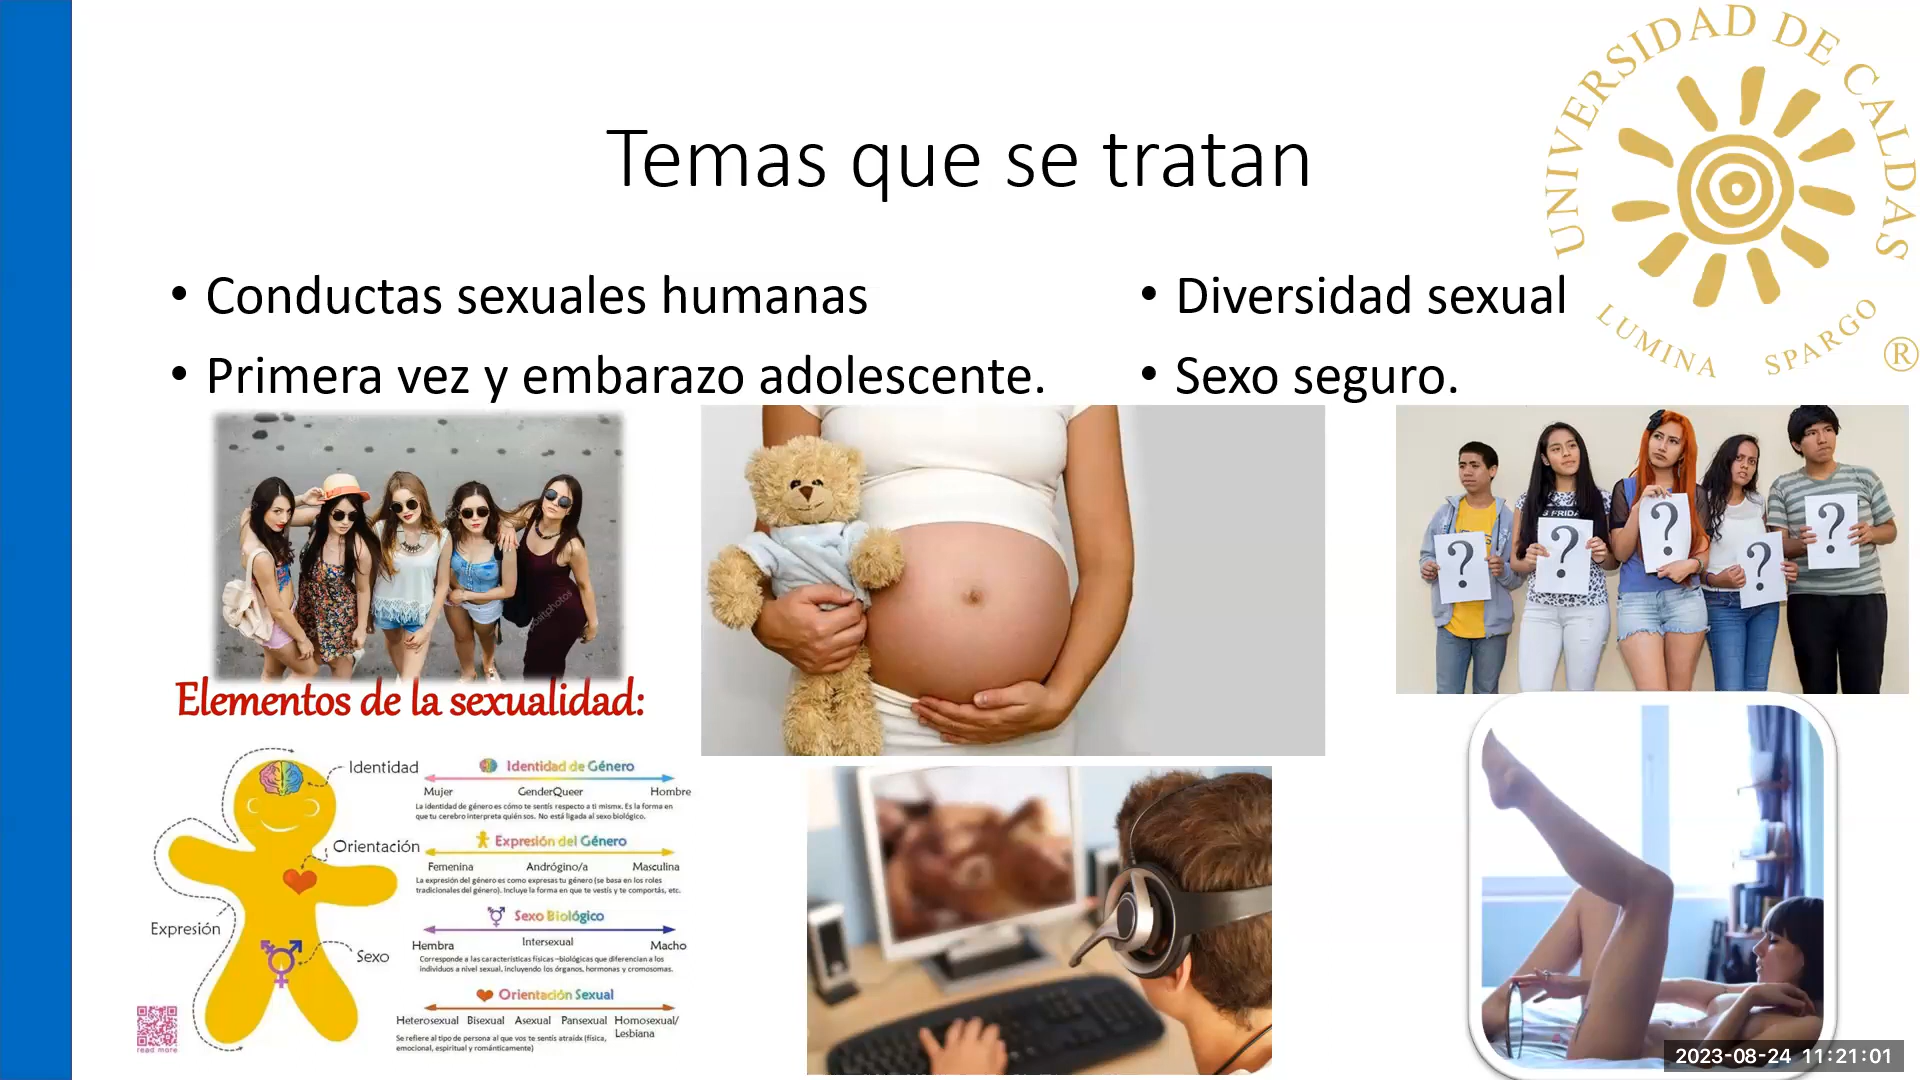 UNIVERSIDAD DE CALDAS
LUMINA SPARGO
®
Temas que se tratan
• Conductas sexuales humanas
• Primera vez y embarazo adolescente.
• Diversidad sexual
• Sexo seguro.
depositphotos
FRIDA
?
?
?
?
?
Elementos de la sexualidad:
Identidad
Orientación
Expresión
Sexo
read more
Identidad de Género
Mujer GenderQueer Hombre
La identidad de género es cómo te sentís respecto a ti mismx. Es la forma en
que tu cerebro interpreta quién sos. No está ligada al sexo biológico.
Expresión del Género
Femenina Andrógino/a Masculina
La expresión del género es como expresas tu género (se basa en los roles
tradicionales del género). Incluye la forma en que te vestís y te comportás, etc.
Sexo Biológico
Hembra Intersexual Macho
Corresponde a las características físicas -biológicas que diferencian a los
individuos a nivel sexual, incluyendo los órganos, hormonas y cromosomas.
Orientación Sexual
Heterosexual Bisexual Asexual Pansexual Homosexual/
Lesbiana
Se refiere al tipo de persona al que vos te sentís atraidx (física,
emocional, espiritual y románticamente)
2023-08-24 11:21:01